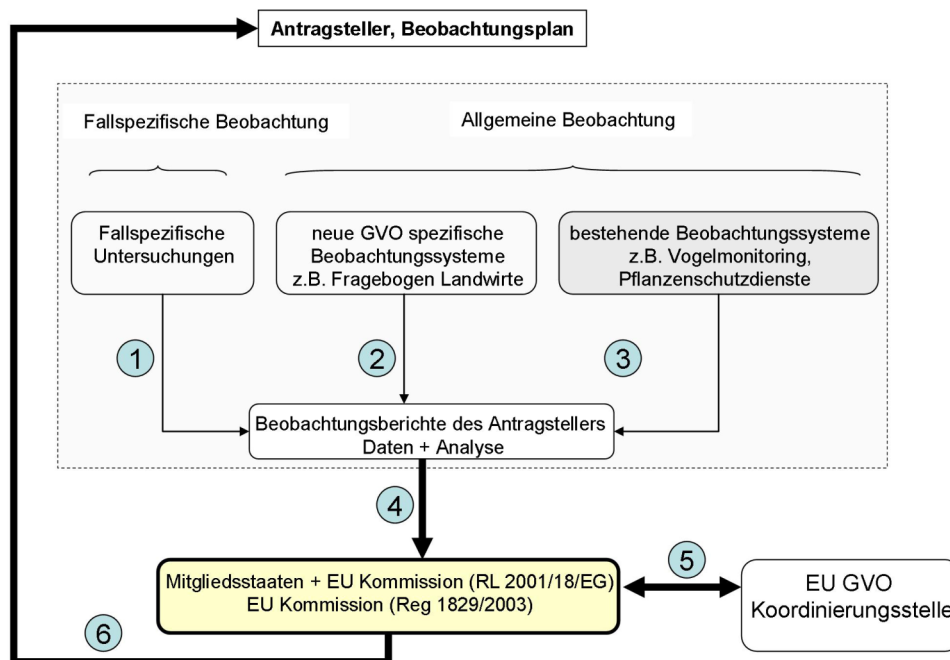 Antragsteller, Beobachtungsplan
Fallspezifische Beobachtung
Allgemeine Beobachtung
Fallspezifische
Untersuchungen
neue GVO spezifische
Beobachtungssysteme
z.B. Fragebogen Landwirte
bestehende Beobachtungssysteme
z.B. Vogelmonitoring,
Pflanzenschutzdienste
1
2
3
Beobachtungsberichte des Antragstellers
Daten + Analyse
4
Mitgliedsstaaten + EU Kommission (RL 2001/18/EG)
EU Kommission (Reg 1829/2003)
5
EU GVO
Koordinierungsstelle
6